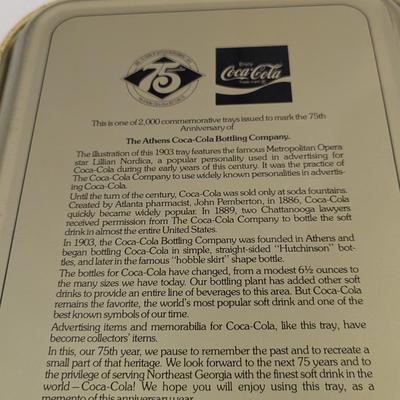 75
Enjoy
Coca-Cola
This is one of 2,000 commemorative trays issued to mark the 75th
Anniversary of
The Athens Coca-Cola Bottling Company.
The illustration of this 1903 tray features the famous Metropolitan Opera
star Lillian Nordica, a popular personality used in advertising for
Coca-Cola during the early years of this century. It was the practice of
The Coca-Cola Company to use widely known personalities in advertis-
ing Coca-Cola.
Until the turn of the century, Coca-Cola was sold only at soda fountains.
Created by Atlanta pharmacist, John Pemberton, in 1886, Coca-Cola
quickly became widely popular. In 1889, two Chattanooga lawyers
received permission from The Coca-Cola Company to bottle the soft
drink in almost the entire United States.
In 1903, the Coca-Cola Bottling Company was founded in Athens and
began bottling Coca-Cola in simple, straight-sided "Hutchinson" bot-
tles, and later in the famous "hobble skirt" shape bottle.
The bottles for Coca-Cola have changed, from a modest 6½ ounces to
the many sizes we have today. Our bottling plant has added other soft
drinks to provide an entire line of beverages to this area. But Coca-Cola
remains the favorite, the world's most popular soft drink and one of the
best known symbols of our time.
Advertising items and memorabilia for Coca-Cola, like this tray, have
become collectors' items.
In this, our 75th year, we pause to remember the past and to recreate a
small part of that heritage. We look forward to the next 75 years and to
the privilege of serving Northeast Georgia with the finest soft drink in the
world—Coca-Cola! We hope you will enjoy using this tray, as a
memento of this anniversary year.